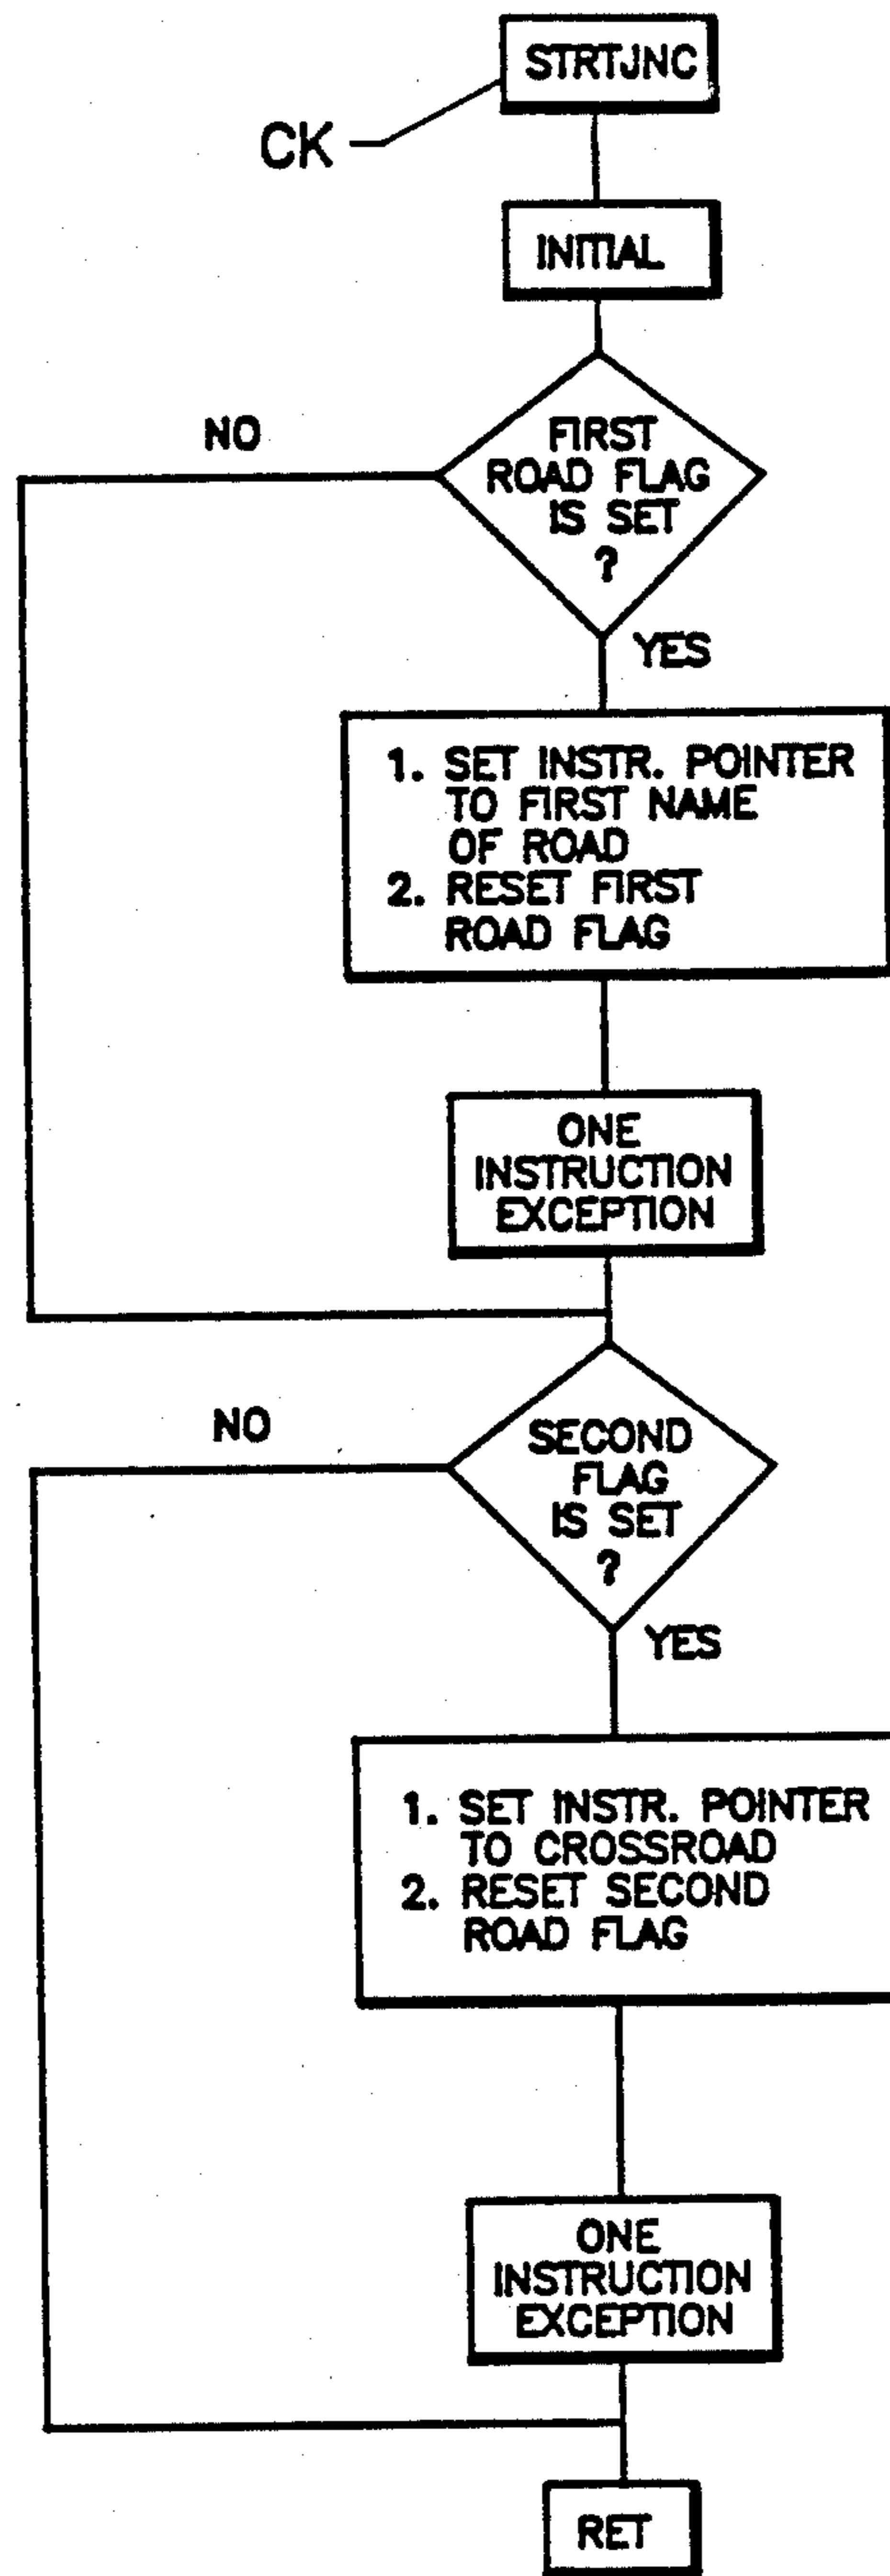 STRTJNC
CK
INITIAL
NO
FIRST
ROAD FLAG
IS SET
?
YES
1. SET INSTR. POINTER
TO FIRST NAME
OF ROAD
2. RESET FIRST
ROAD FLAG
ONE
INSTRUCTION
EXCEPTION
NO
SECOND
FLAG
IS SET
?
YES
1. SET INSTR. POINTER
TO CROSSROAD
2. RESET SECOND
ROAD FLAG
ONE
INSTRUCTION
EXCEPTION
RET